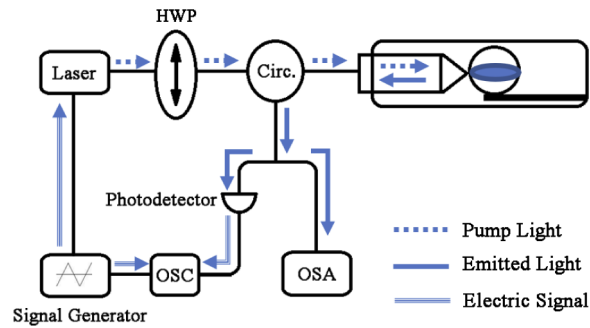 HWP
Laser
Circ.
Photodetector
OSC
OSA
Signal Generator
Pump Light
Emitted Light
Electric Signal